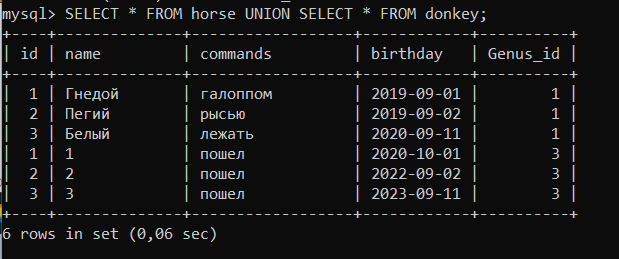 mysql> SELECT * FROM horse UNION SELECT * FROM donkey;
+----+------------+----------------+------------+----------+
| id | name | commands | birthday | Genus_id |
+----+------------+----------------+------------+----------+
| 1 | Гнедой | галоппом | 2019-09-01 | 1 |
| 2 | Пегий | рысью | 2019-09-02 | 1 |
| 3 | Белый | лежать | 2020-09-11 | 1 |
| 1 | 1 | пошел | 2020-10-01 | 3 |
| 2 | 2 | пошел | 2022-09-02 | 3 |
| 3 | 3 | пошел | 2023-09-11 | 3 |
+----+------------+----------------+------------+----------+
6 rows in set (0,06 sec)